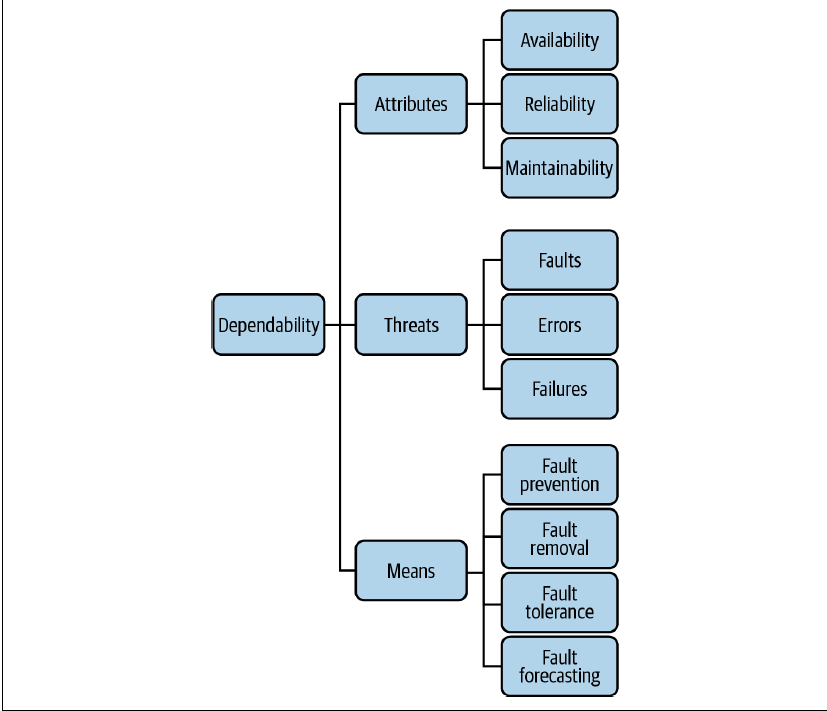 Dependability
Attributes
Availability
Reliability
Maintainability
Threats
Faults
Errors
Failures
Means
Fault
prevention
Fault
removal
Fault
tolerance
Fault
forecasting